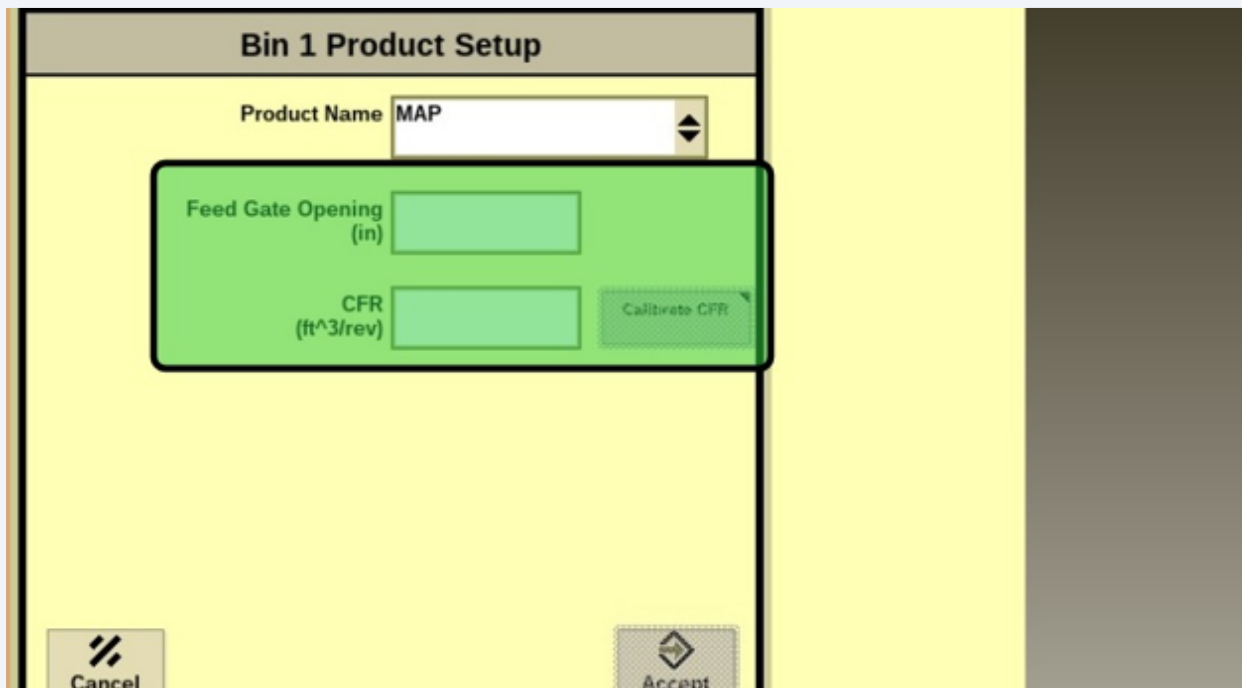 Bin 1 Product Setup
Product Name MAP
Feed Gate Opening
(in)
CFR
(ft^3/rev)
Calibrate CFR
Cancel
Accept